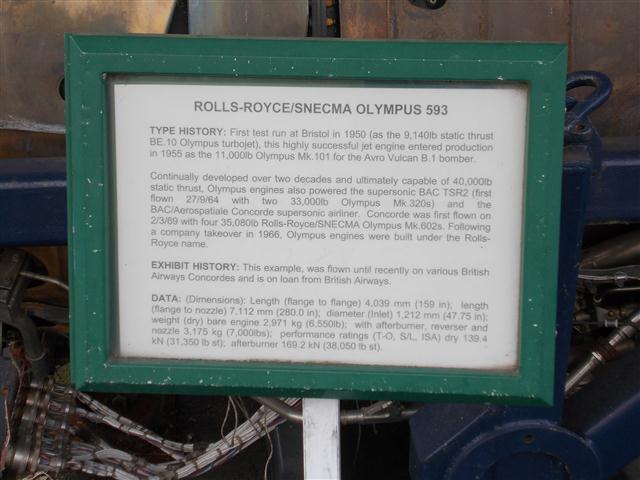 ROLLS-ROYCE/SNECMA OLYMPUS 593
TYPE HISTORY: First test run at Bristol in 1950 (as the 9,140lb static thrust
BE.10 Olympus turbojet), this highly successful jet engine entered production
in 1955 as the 11,000lb Olympus Mk.101 for the Avro Vulcan B.1 bomber.
Continually developed over two decades and ultimately capable of 40,000lb
static thrust, Olympus engines also powered the supersonic BAC TSR2 (first
flown 27/9/64 with two 33,000lb Olympus Mk.320s) and the
BAC/Aerospatiale Concorde supersonic airliner. Concorde was first flown on
2/3/69 with four 35,080lb Rolls-Royce/SNECMA Olympus Mk.602s. Following
a company takeover in 1966, Olympus engines were built under the Rolls-
Royce name.
EXHIBIT HISTORY: This example, was flown until recently on various British
Airways Concordes and is on loan from British Airways.
DATA: (Dimensions): Length (flange to flange) 4,039 mm (159 in); length
(flange to nozzle) 7,112 mm (280.0 in); diameter (Inlet) 1,212 mm (47.75 in);
weight (dry) bare engine 2,971 kg (6,550lb); with afterburner, reverser and
nozzle 3,175 kg (7,000lbs); performance ratings (T-O, S/L, ISA) dry 139.4
kN (31,350 lb st); afterburner 169.2 kN (38,050 lb st).